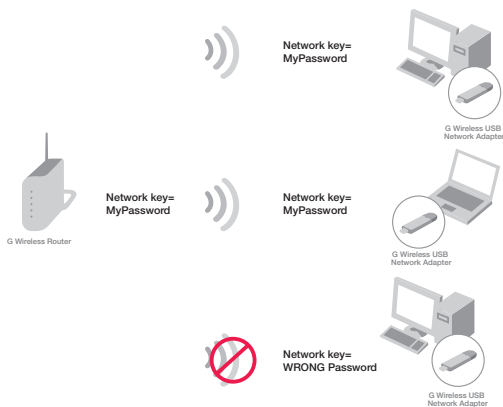 Network key=
MyPassword
G Wireless USB
Network Adapter
G Wireless Router
Network key=
MyPassword
Network key=
MyPassword
G Wireless USB
Network Adapter
Network key=
WRONG Password
G Wireless USB
Network Adapter